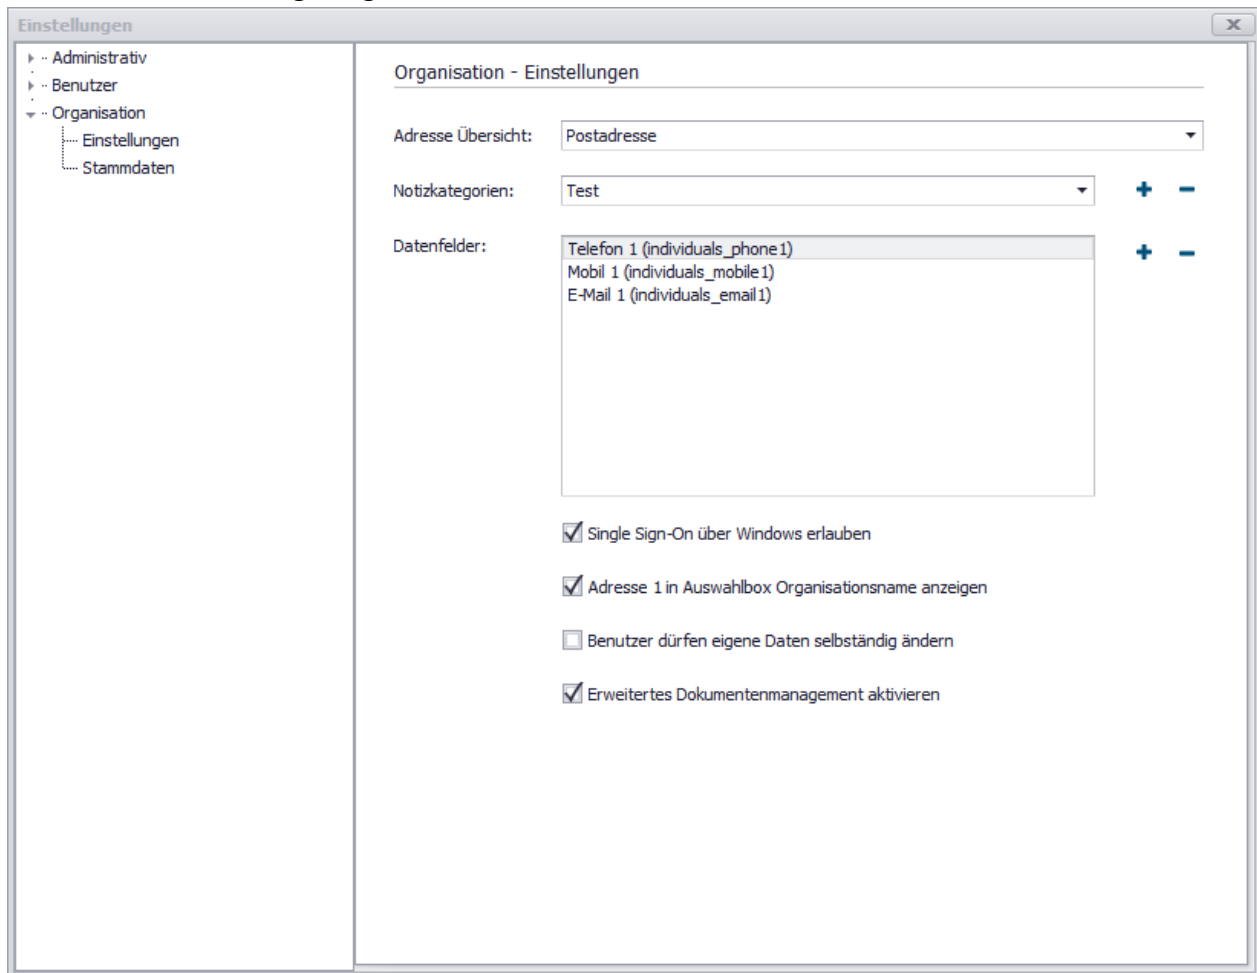 Einstellungen
Administrativ
Benutzer
Organisation
Einstellungen
Stammdaten
Organisation - Einstellungen
Adresse Übersicht: Postadresse
Notizkategorien: Test
Datenfelder:
Telefon 1 (individuals_phone1)
Mobil 1 (individuals_mobile1)
E-Mail 1 (individuals_email1)
Single Sign-On über Windows erlauben
Adresse 1 in Auswahlbox Organisationsname anzeigen
Benutzer dürfen eigene Daten selbständig ändern
Erweitertes Dokumentenmanagement aktivieren